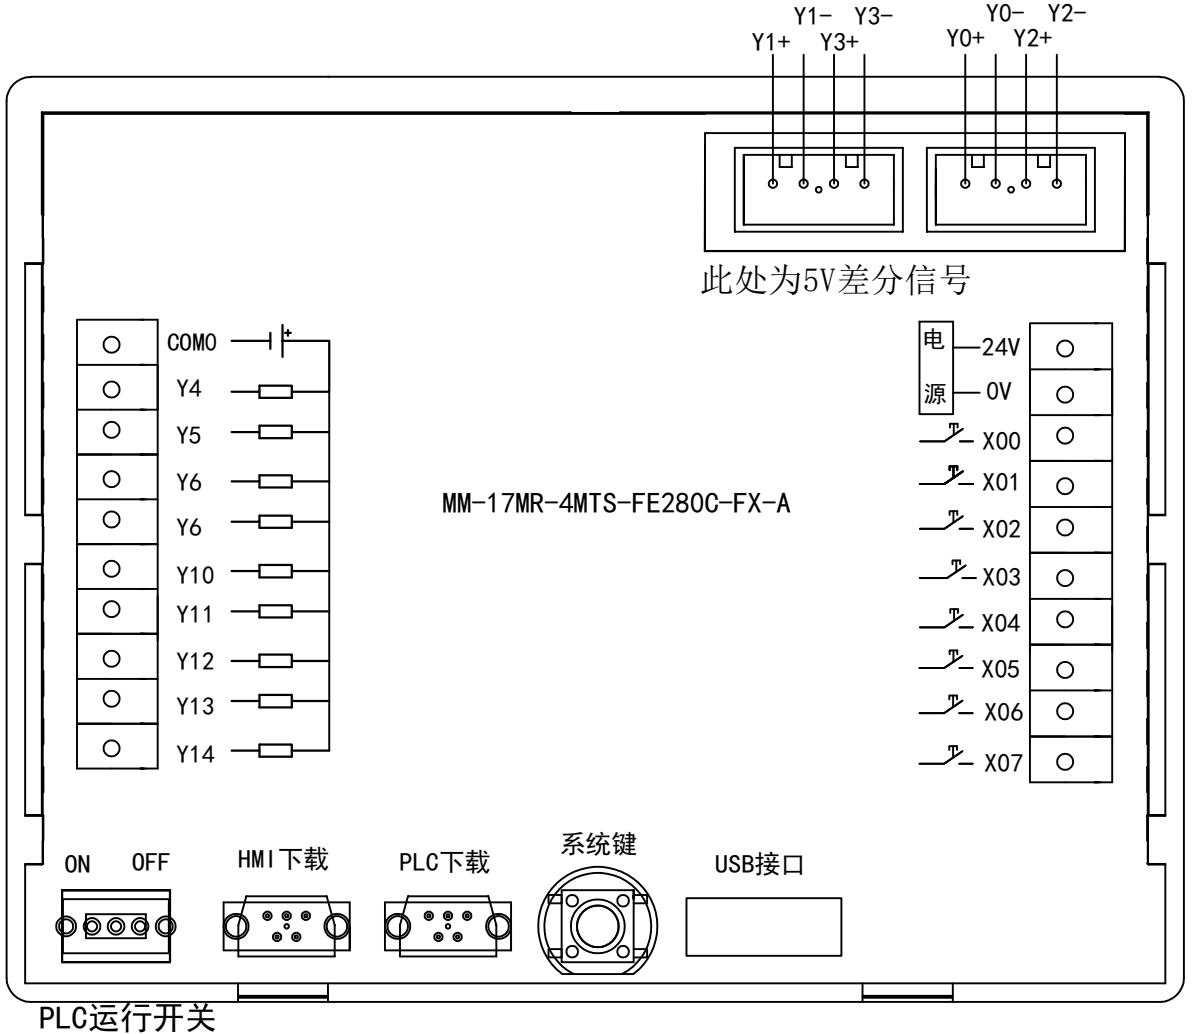 Y1- Y3-
Y1+ Y3+
Y0- Y2-
Y0+ Y2+
此处为5V差分信号
COM0
Y4
Y5
Y6
Y6
Y10
Y11
Y12
Y13
Y14
MM-17MR-4MTS-FE280C-FX-A
电源
24V
0V
X00
X01
X02
X03
X04
X05
X06
X07
ON OFF
HMI下载
PLC下载
系统键
USB接口
PLC运行开关